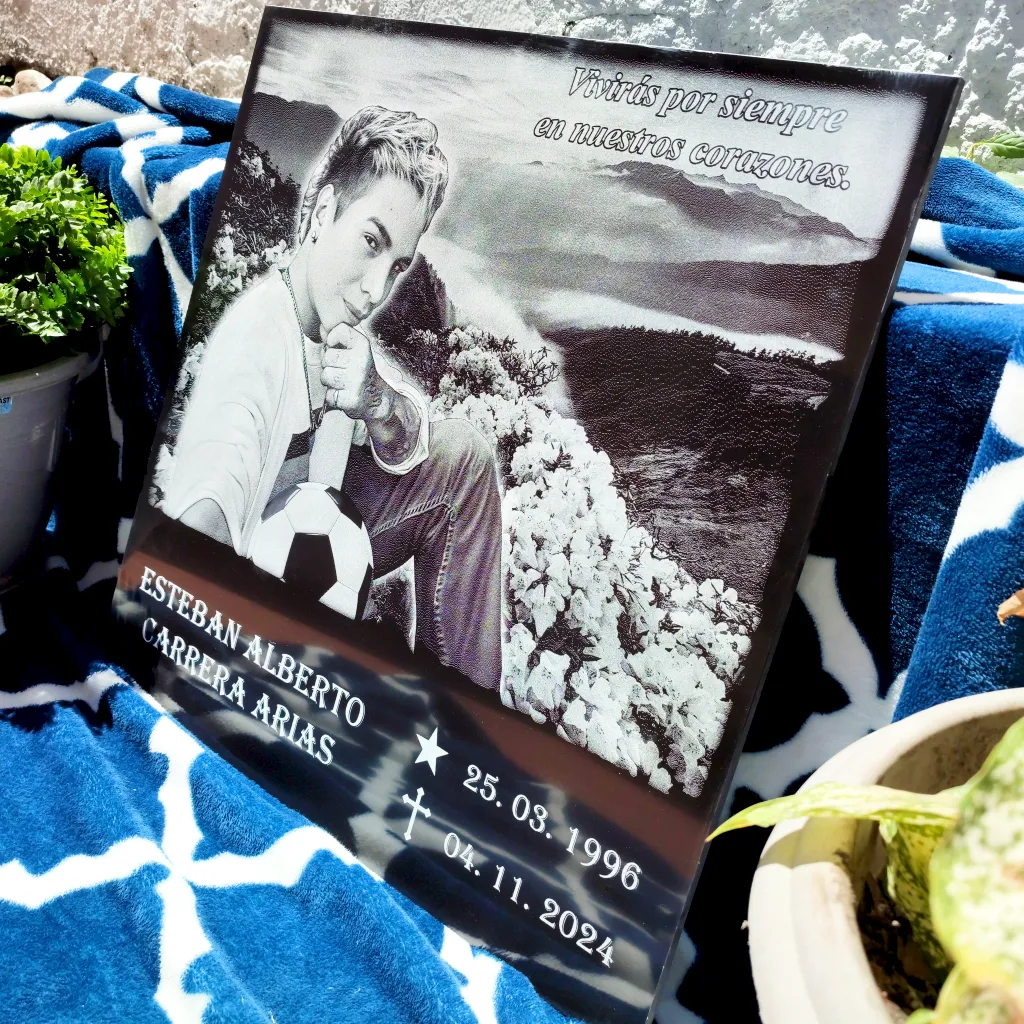 Vivirás por siempre
en nuestros corazones.
ESTEBAN ALBERTO
CARRERA ARIAS
25. 03. 1996
04. 11. 2024